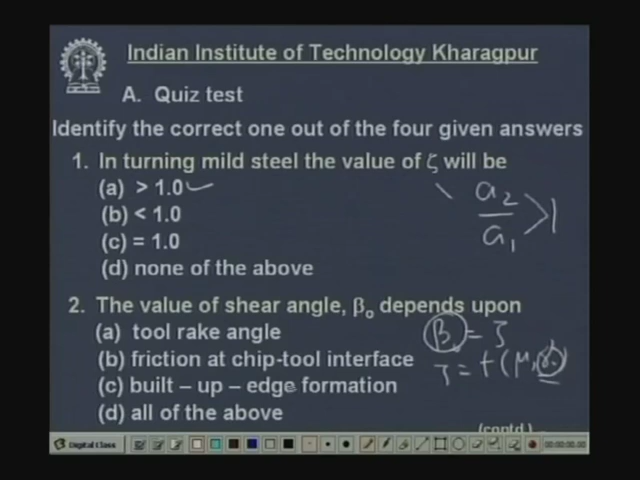 Indian Institute of Technology Kharagpur
A. Quiz test
Identify the correct one out of the four given answers
1. In turning mild steel the value of ζ will be
(a) > 1.0
(b) < 1.0
(c) = 1.0
(d) none of the above
a₂/a₁ > 1
2. The value of shear angle, βₒ depends upon
(a) tool rake angle
(b) friction at chip-tool interface
(c) built – up – edge formation
(d) all of the above
βₒ = ζ
ζ = f(μ, γₒ)
(contd.)
Digital Class
00:00:00.00